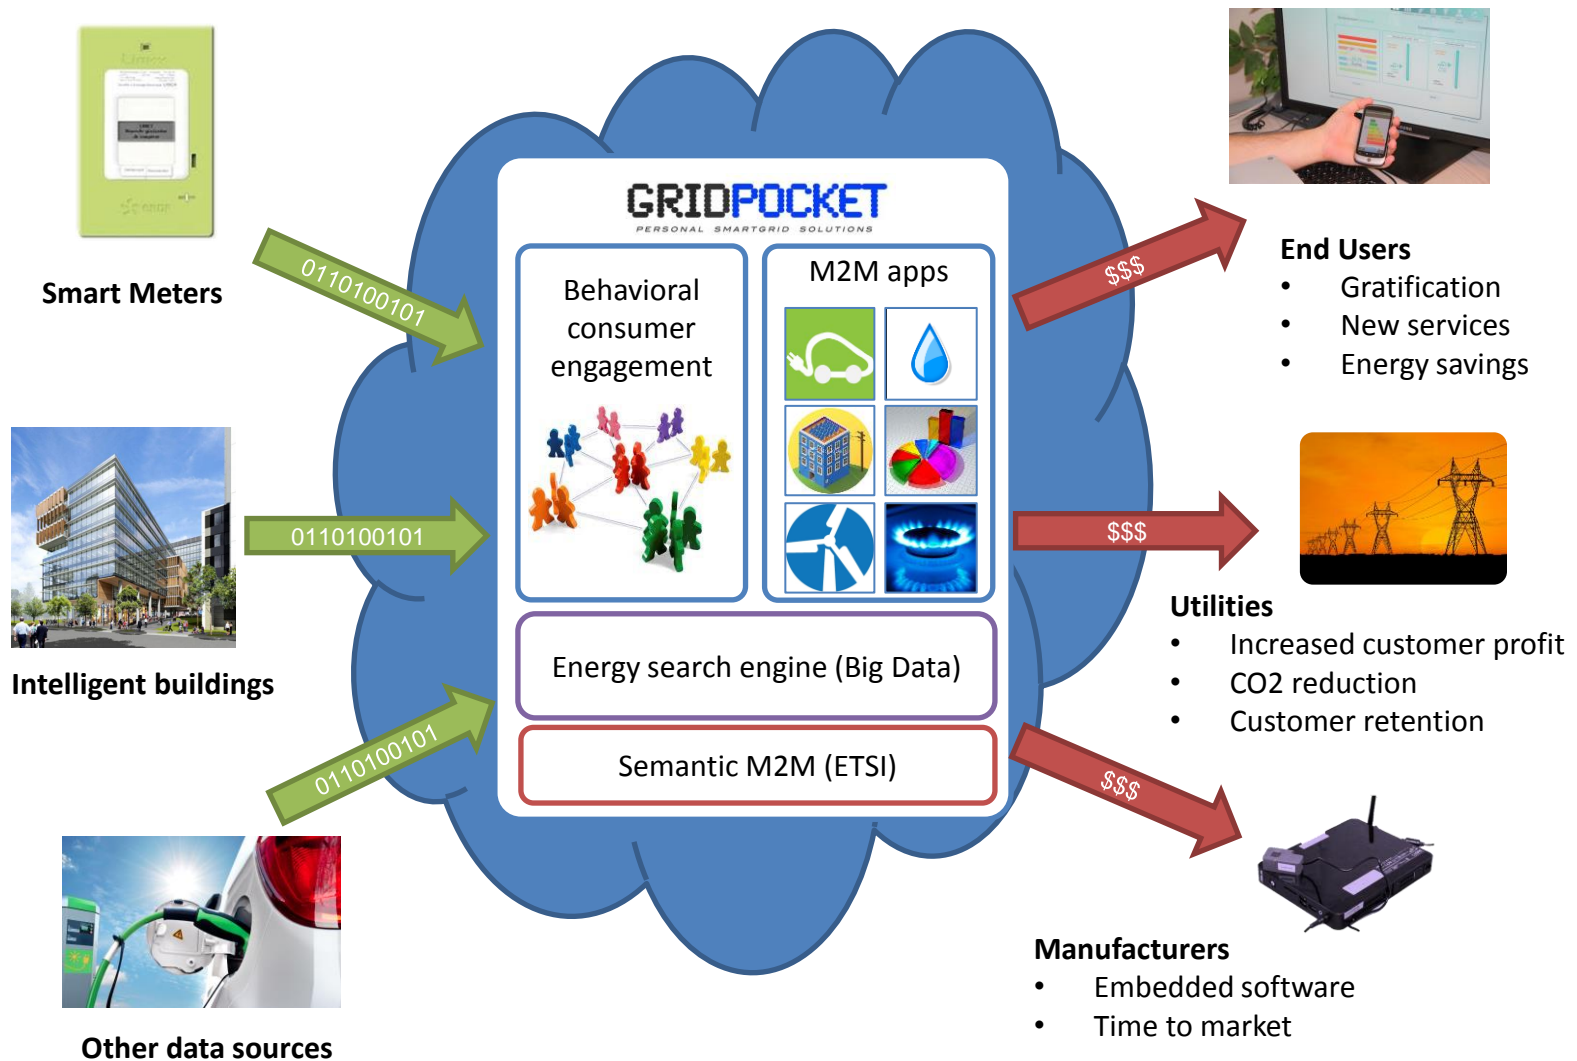 Smart Meters
0110100101
Intelligent buildings
0110100101
Other data sources
0110100101
GRIDPOCKET
PERSONAL SMARTGRID SOLUTIONS
Behavioral
consumer
engagement
M2M apps
Energy search engine (Big Data)
Semantic M2M (ETSI)
$$$
End Users
• Gratification
• New services
• Energy savings
$$$
Utilities
• Increased customer profit
• CO2 reduction
• Customer retention
$$$
Manufacturers
• Embedded software
• Time to market